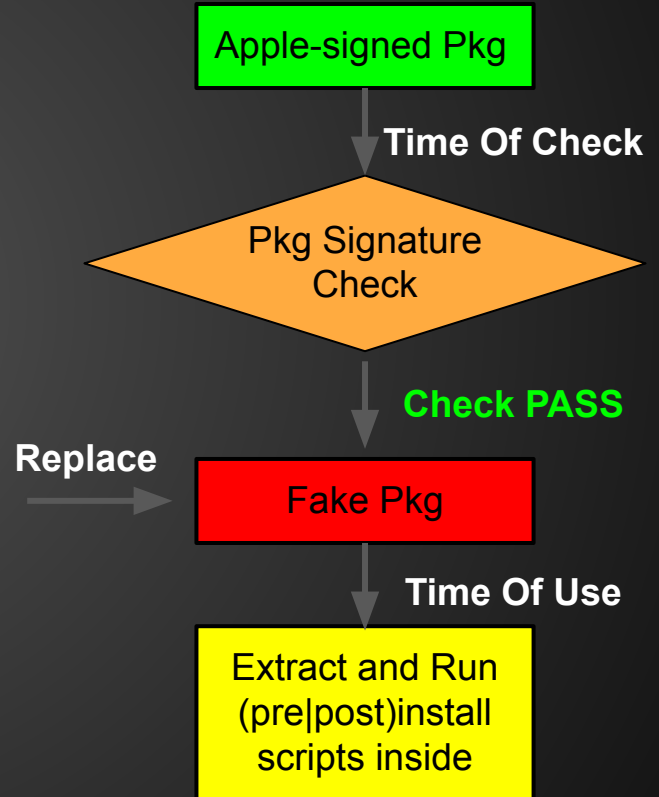 Apple-signed Pkg
Time Of Check
Pkg Signature
Check
Check PASS
Replace
Fake Pkg
Time Of Use
Extract and Run
(pre|post)install
scripts inside